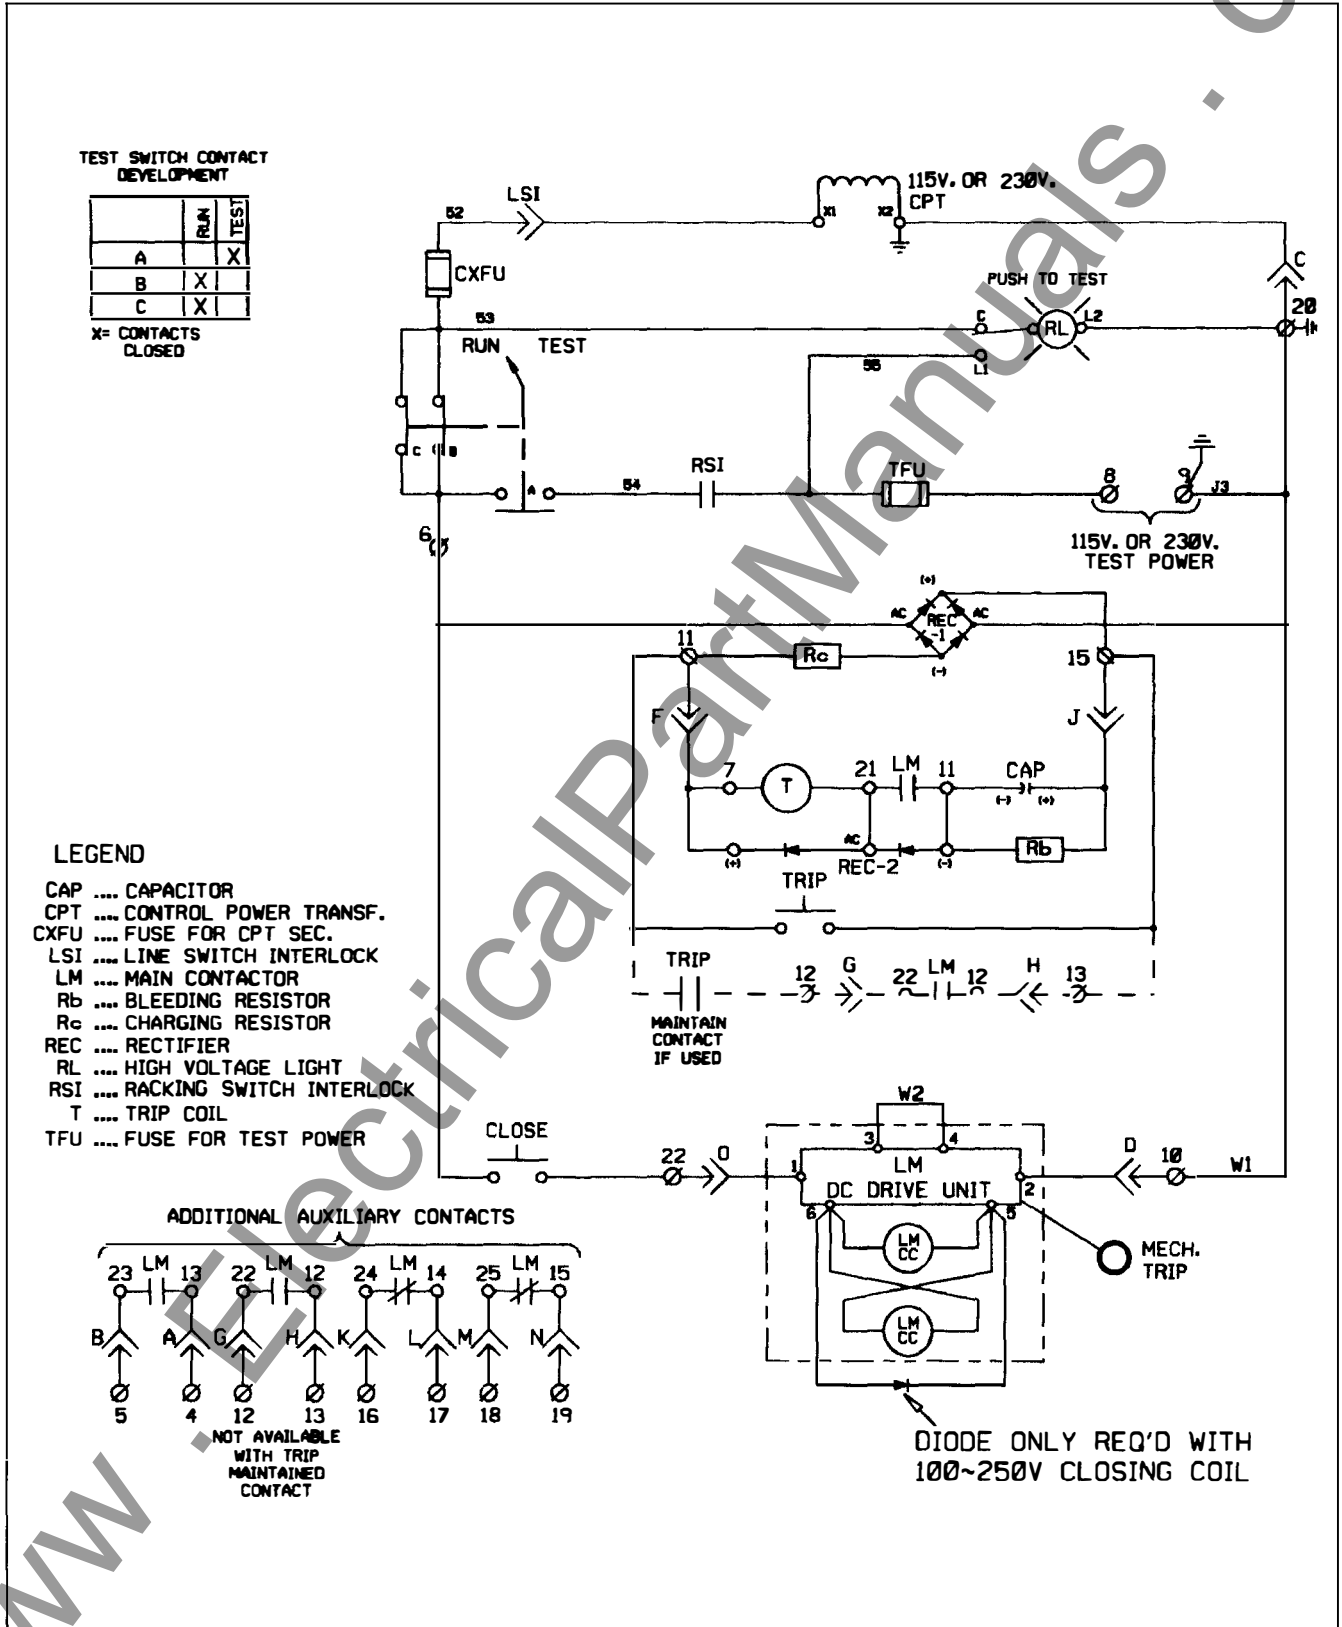 TEST SWITCH CONTACT
DEVELOPMENT
RUN TEST
A X
B X
C X
X= CONTACTS
CLOSED
52 LSI
X1 X2
115V. OR 230V.
CPT
CXFU
C
PUSH TO TEST
53
C RL L2
20
RUN TEST
55
L1
C B
A
54
RSI
TFU
8 9
J3
6
115V. OR 230V.
TEST POWER
(+)
AC REC AC
-1
(-)
11
Rc
15
F
J
7 T 21 LM 11 CAP
(-) (+)
AC
(+) REC-2 (-) Rb
TRIP
TRIP
12 G 22 LM 12 H 13
MAINTAIN
CONTACT
IF USED
LEGEND
CAP .... CAPACITOR
CPT .... CONTROL POWER TRANSF.
CXFU .... FUSE FOR CPT SEC.
LSI .... LINE SWITCH INTERLOCK
LM .... MAIN CONTACTOR
Rb .... BLEEDING RESISTOR
Rc .... CHARGING RESISTOR
REC .... RECTIFIER
RL .... HIGH VOLTAGE LIGHT
RSI .... RACKING SWITCH INTERLOCK
T .... TRIP COIL
TFU .... FUSE FOR TEST POWER
W2
3 4
CLOSE
22 O
1 LM 2
DC DRIVE UNIT
D 10 W1
6 5
LM
CC
LM
CC
MECH.
TRIP
DIODE ONLY REQ'D WITH
100~250V CLOSING COIL
ADDITIONAL AUXILIARY CONTACTS
23 LM 13 22 LM 12 24 LM 14 25 LM 15
B A G H K L M N
5 4 12 13 16 17 18 19
NOT AVAILABLE
WITH TRIP
MAINTAINED
CONTACT
ww . ElectricalPartManuals . c